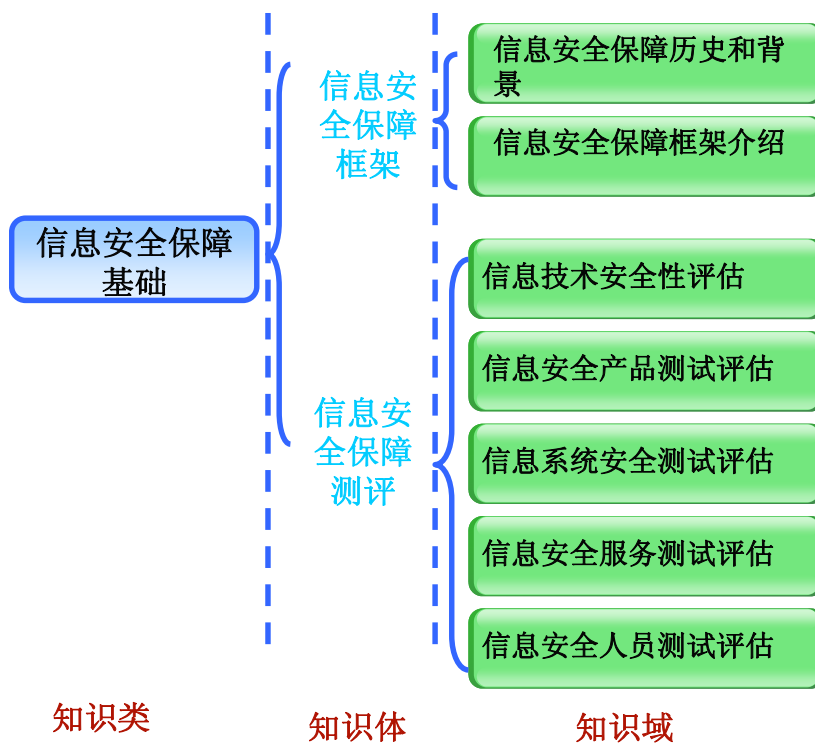 信息安全保障
基础
信息安
全保障
框架
信息安全保障历史和背
景
信息安全保障框架介绍
信息安
全保障
测评
信息技术安全性评估
信息安全产品测试评估
信息系统安全测试评估
信息安全服务测试评估
信息安全人员测试评估
知识类
知识体
知识域